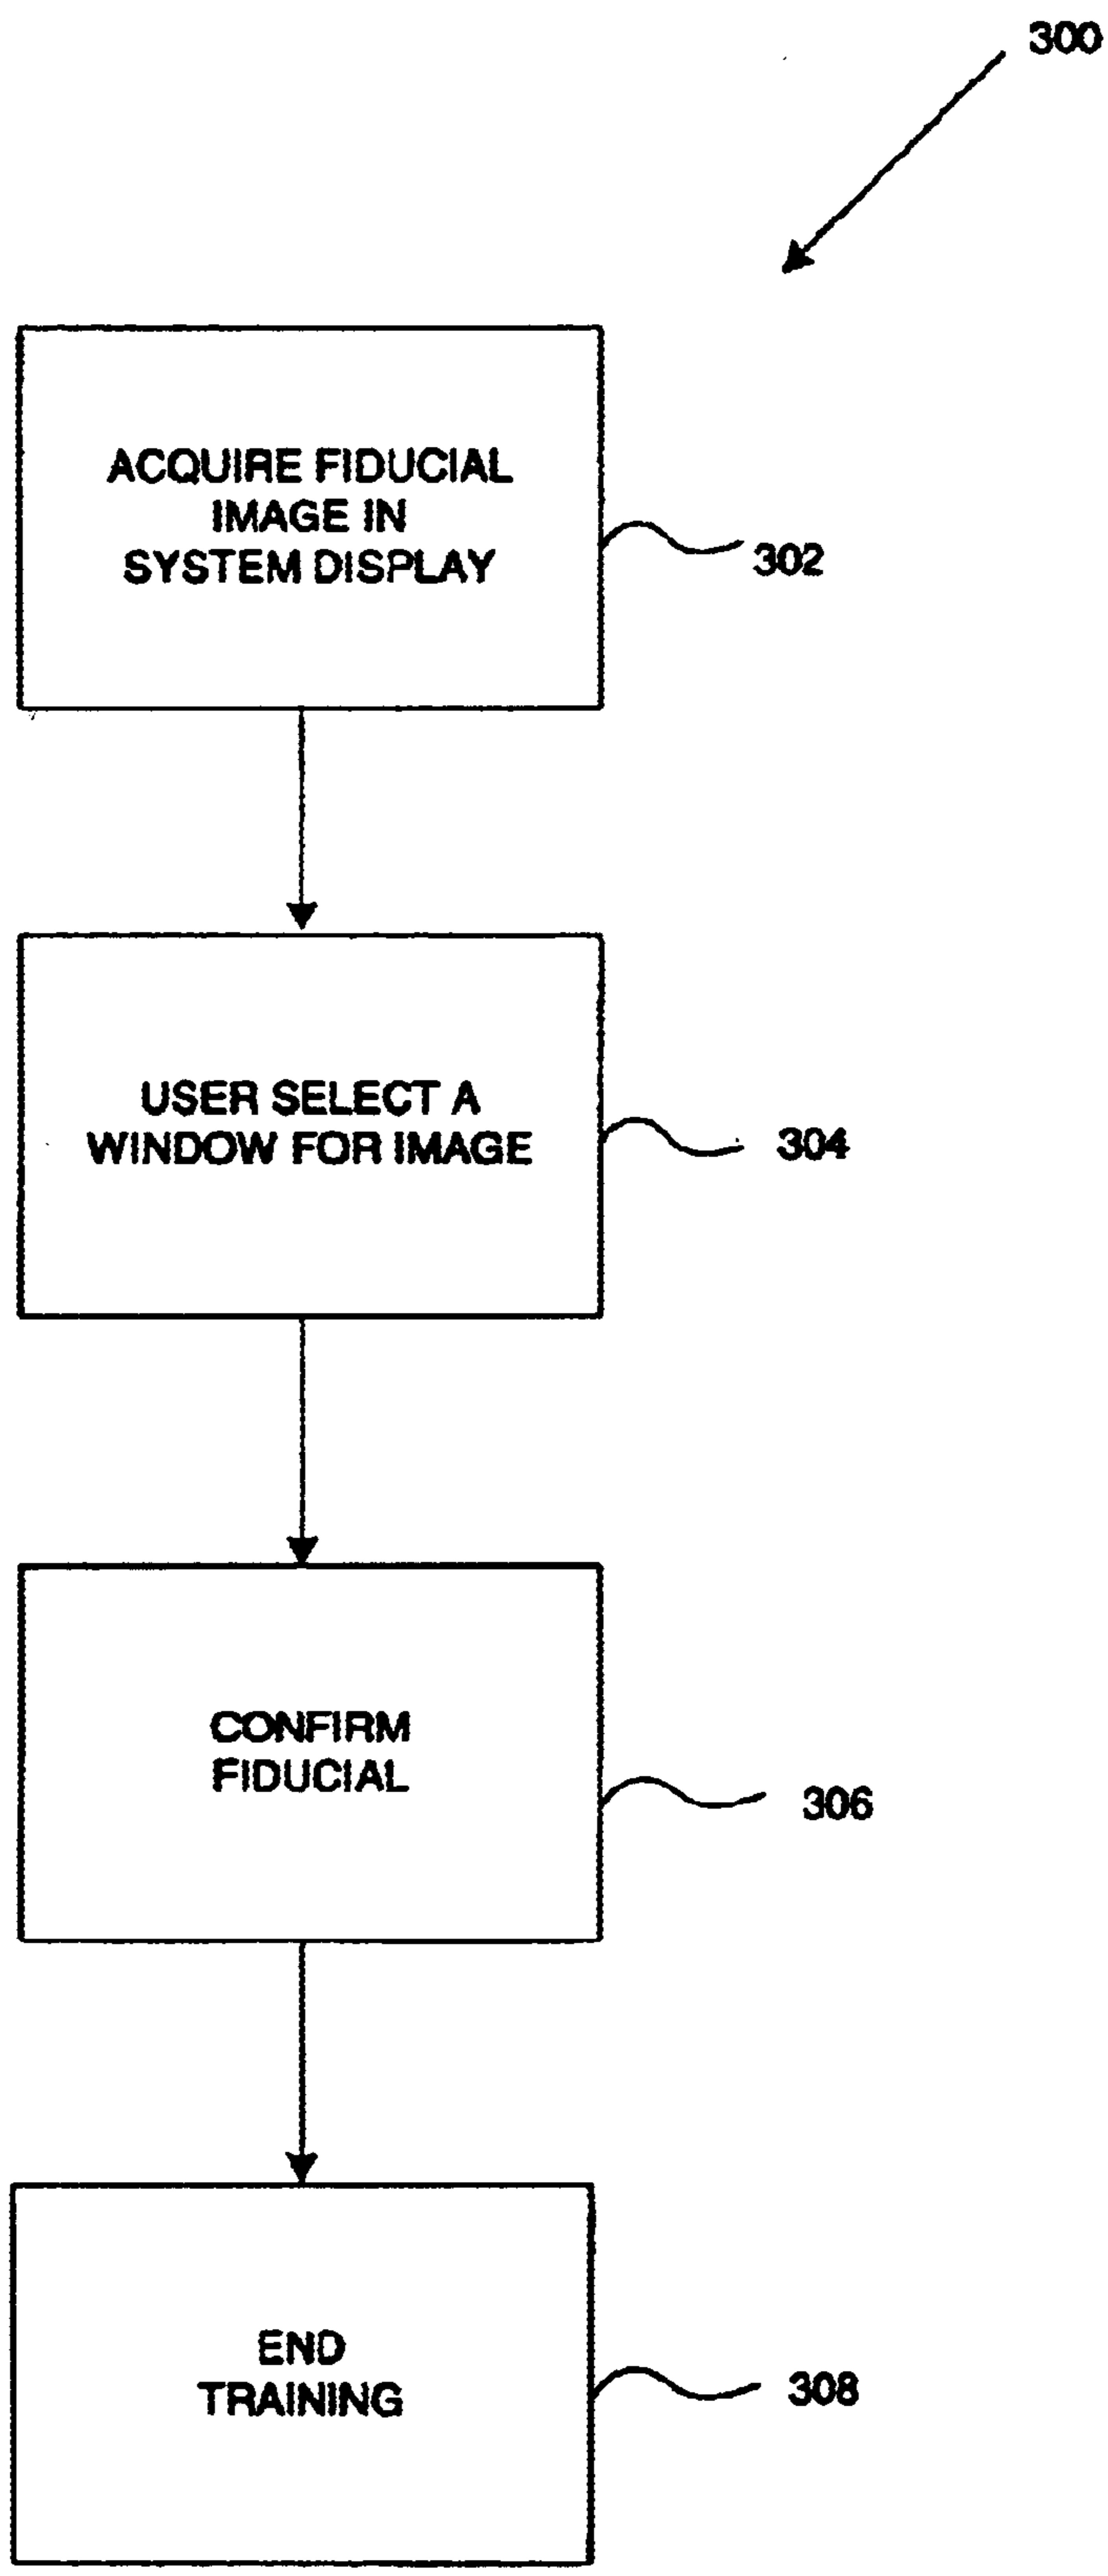 300
ACQUIRE FIDUCIAL
IMAGE IN
SYSTEM DISPLAY
302
USER SELECT A
WINDOW FOR IMAGE
304
CONFIRM
FIDUCIAL
306
END
TRAINING
308